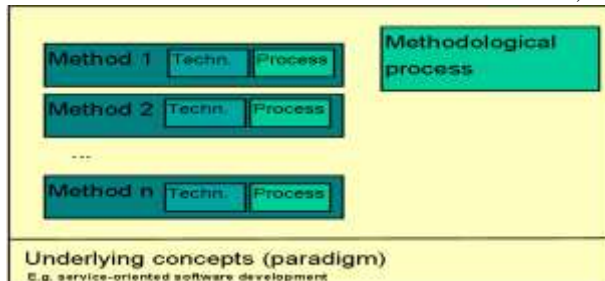 Method 1 Techn. Process
Methodological
process
Method 2 Techn. Process
...
Method n Techn. Process
Underlying concepts (paradigm)
E.g. service-oriented software development